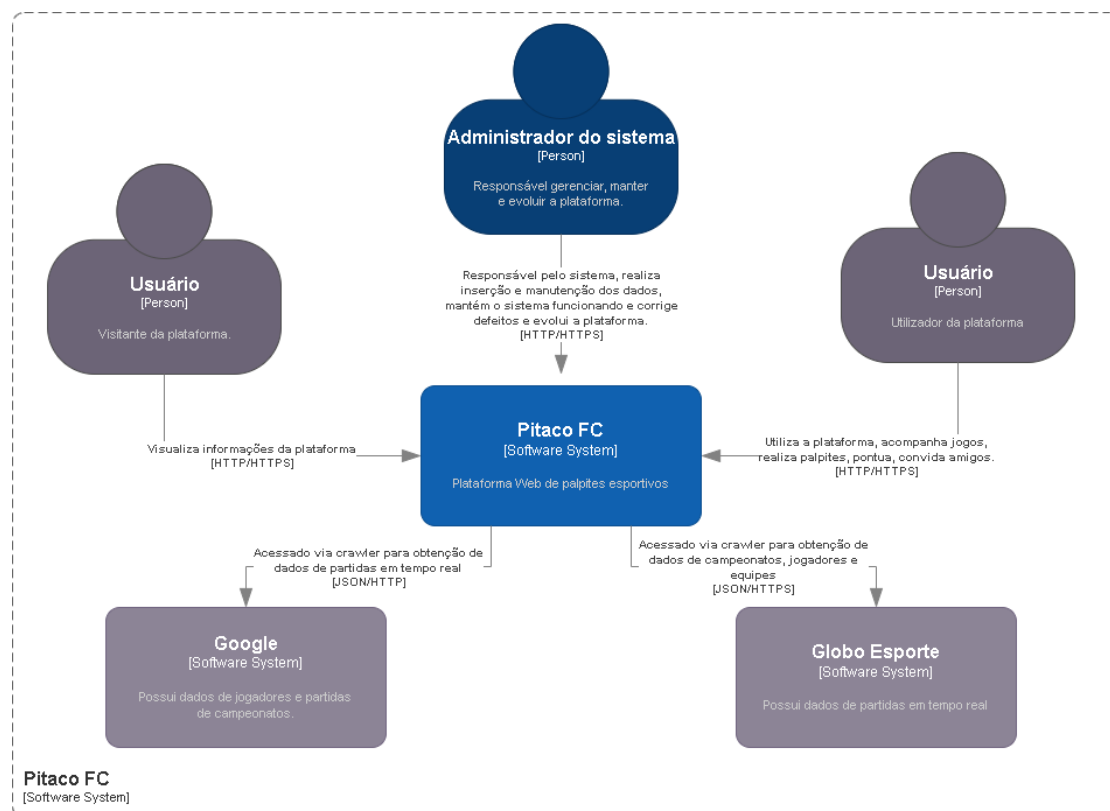 Administrador do sistema
[Person]
Responsável gerenciar, manter
e evoluir a plataforma.
Usuário
[Person]
Visitante da plataforma.
Usuário
[Person]
Utilizador da plataforma
Responsável pelo sistema, realiza
inserção e manutenção dos dados,
mantém o sistema funcionando e corrige
defeitos e evolui a plataforma.
[HTTP/HTTPS]
Visualiza informações da plataforma
[HTTP/HTTPS]
Pitaco FC
[Software System]
Plataforma Web de palpites esportivos
Utiliza a plataforma, acompanha jogos,
realiza palpites, pontua, convida amigos.
[HTTP/HTTPS]
Acessado via crawler para obtenção de
dados de partidas em tempo real
[JSON/HTTP]
Acessado via crawler para obtenção de
dados de campeonatos, jogadores e
equipes
[JSON/HTTPS]
Google
[Software System]
Possui dados de jogadores e partidas
de campeonatos.
Globo Esporte
[Software System]
Possui dados de partidas em tempo real
Pitaco FC
[Software System]